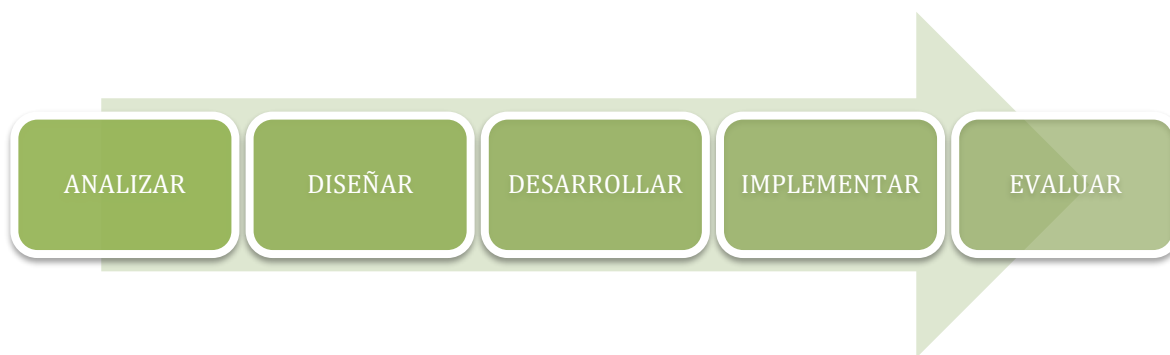 ANALIZAR
DISEÑAR
DESARROLLAR
IMPLEMENTAR
EVALUAR